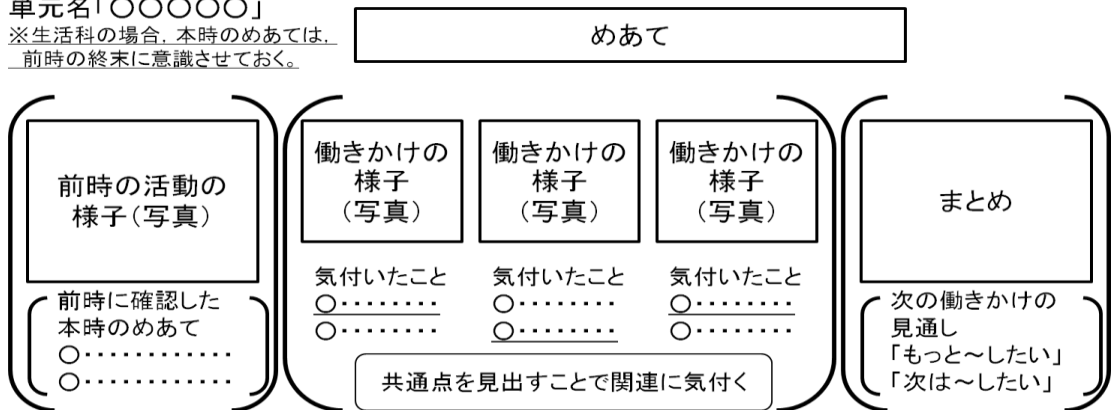 単元名「○○○○○」
※生活科の場合,本時のめあては,
前時の終末に意識させておく。
めあて
前時の活動の
様子(写真)
前時に確認した
本時のめあて
○・・・・・・・・・・・・
○・・・・・・・・・・・・
働きかけの
様子
(写真)
気付いたこと
○・・・・・・・・
○・・・・・・・・
働きかけの
様子
(写真)
気付いたこと
○・・・・・・・・
○・・・・・・・・
働きかけの
様子
(写真)
気付いたこと
○・・・・・・・・
○・・・・・・・・
共通点を見出すことで関連に気付く
まとめ
次の働きかけの
見通し
「もっと~したい」
「次は~したい」